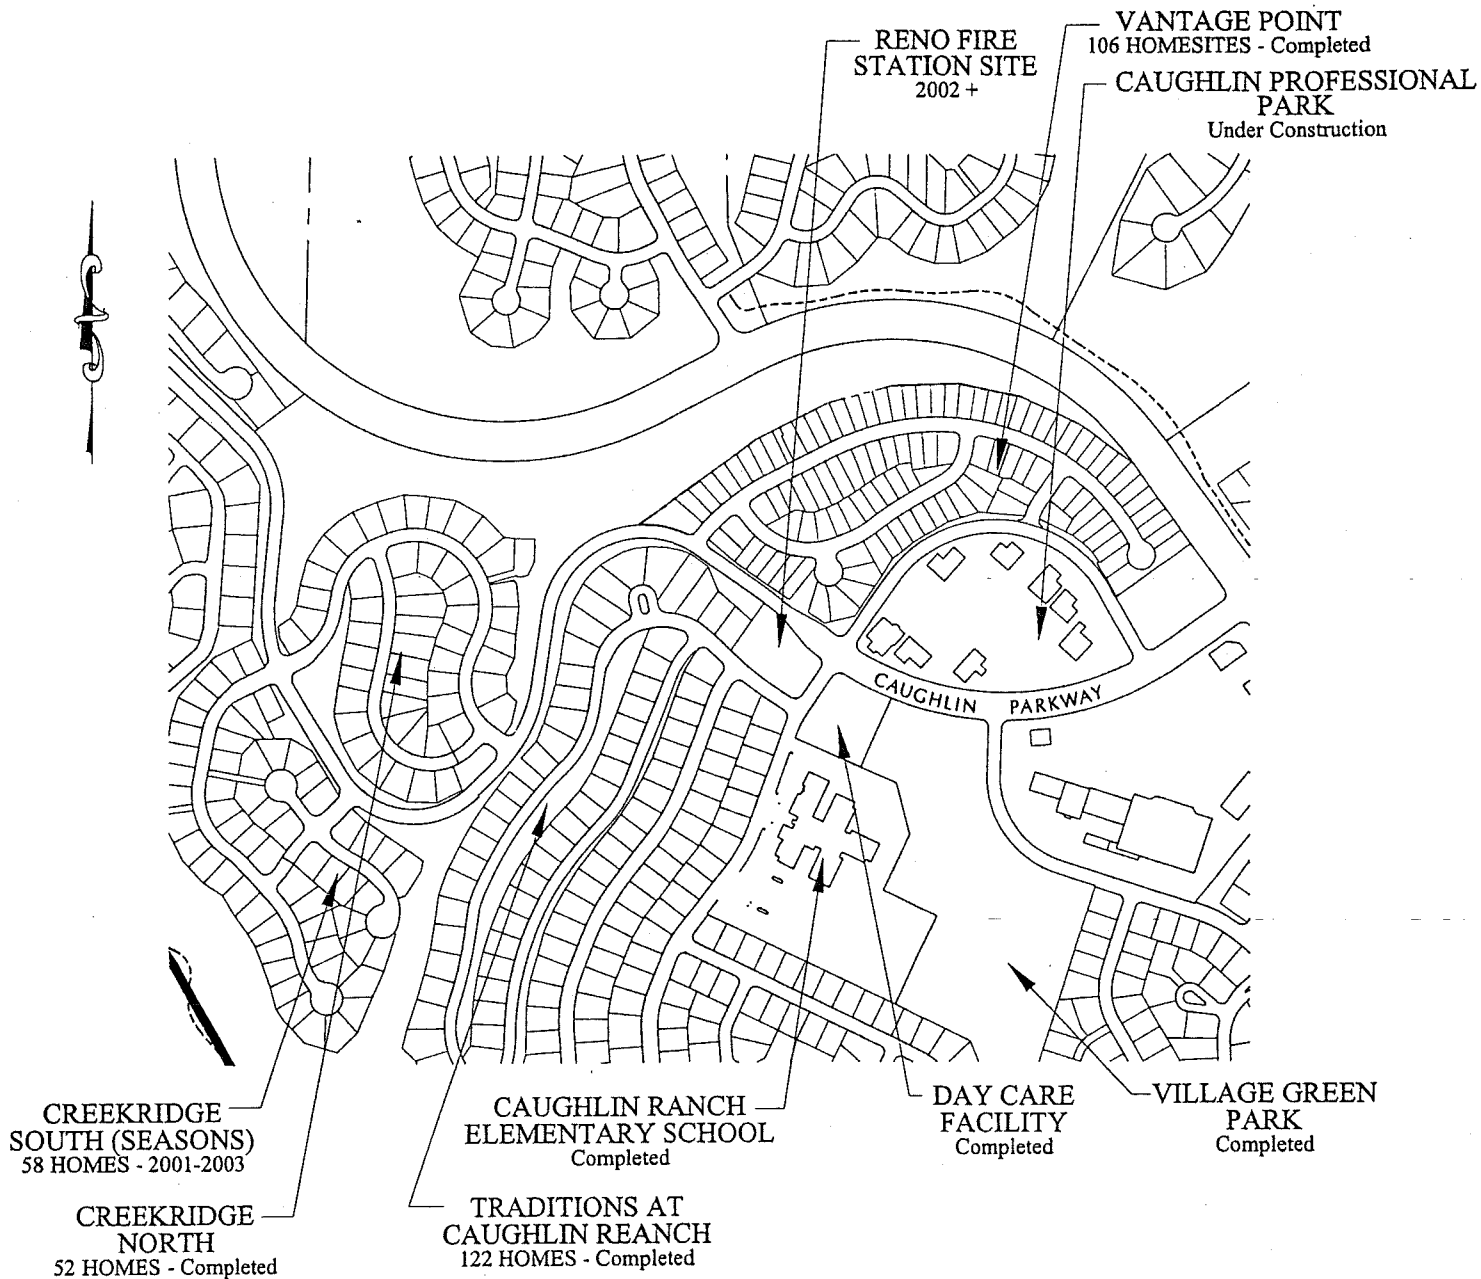 RENO FIRE
STATION SITE
2002 +
VANTAGE POINT
106 HOMESITES - Completed
CAUGHLIN PROFESSIONAL
PARK
Under Construction
CAUGHLIN PARKWAY
CREEKRIDGE
SOUTH (SEASONS)
58 HOMES - 2001-2003
CREEKRIDGE
NORTH
52 HOMES - Completed
CAUGHLIN RANCH
ELEMENTARY SCHOOL
Completed
TRADITIONS AT
CAUGHLIN REANCH
122 HOMES - Completed
DAY CARE
FACILITY
Completed
VILLAGE GREEN
PARK
Completed